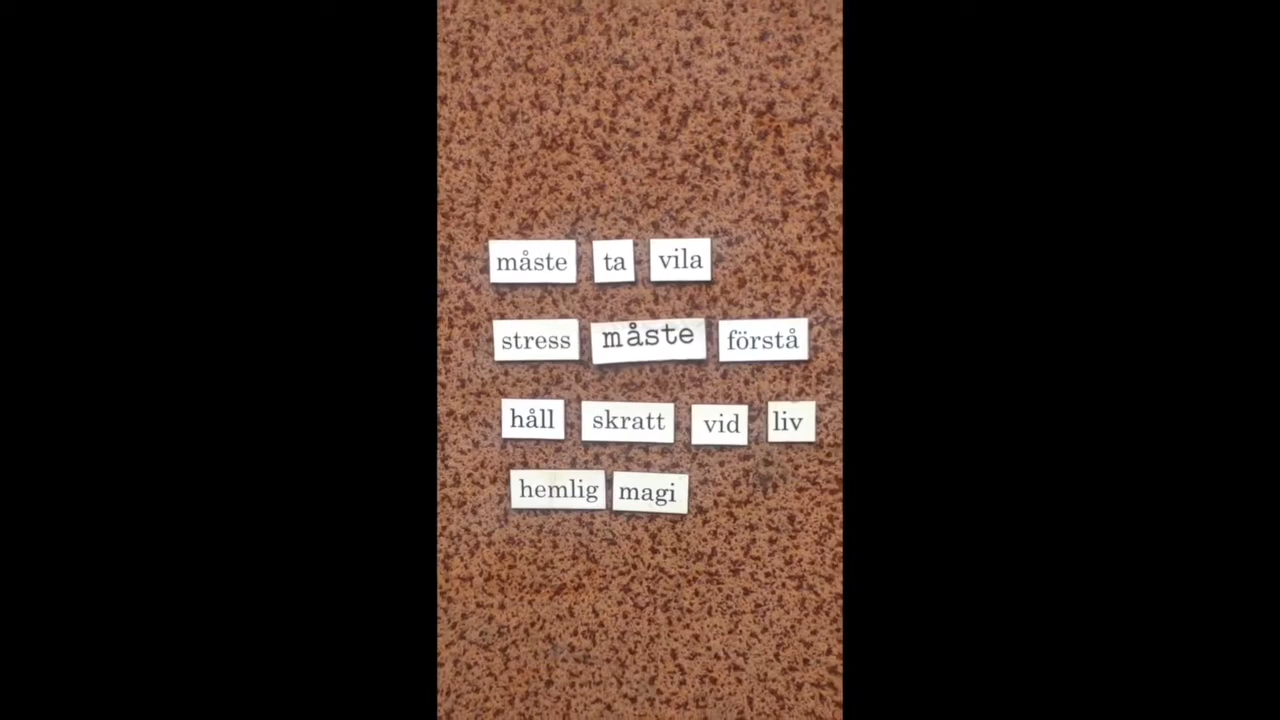 måste ta vila
stress måste förstå
håll skratt vid liv
hemlig magi